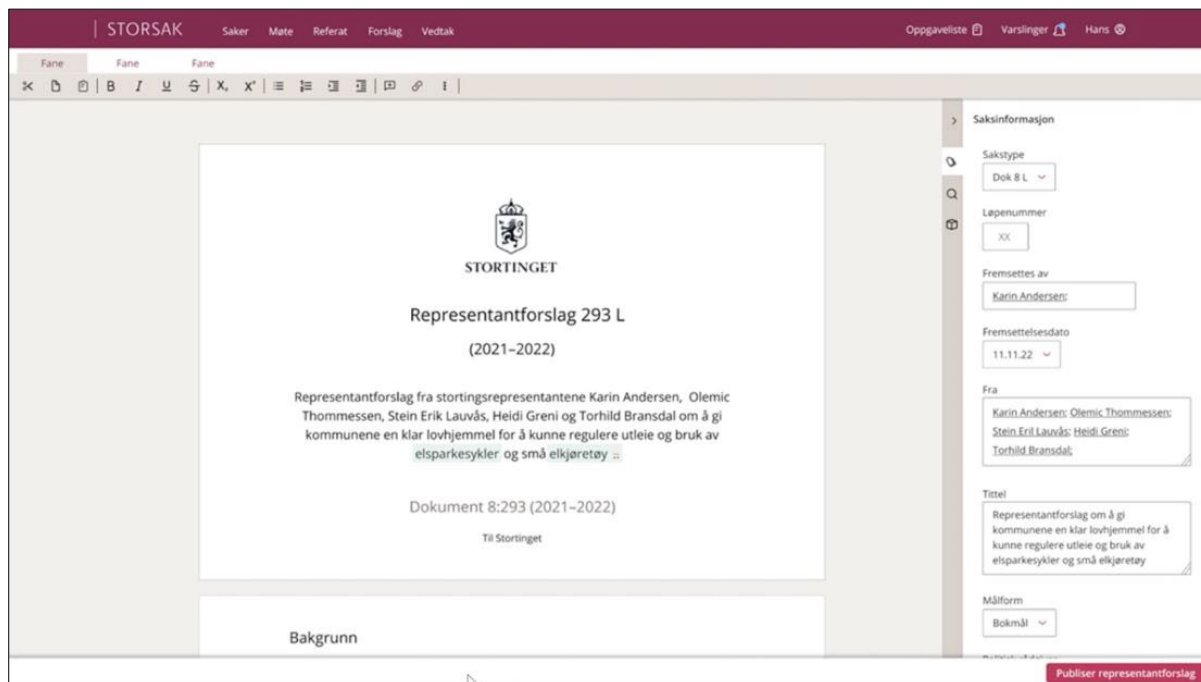 STORSAK Saker Møte Referat Forslag Vedtak Oppgaveliste Varslinger Hans
Fane Fane Fane
B I U S X, X°
STORTINGET
Representantforslag 293 L
(2021–2022)
Representantforslag fra stortingsrepresentantene Karin Andersen, Olemic
Thommessen, Stein Erik Lauvås, Heidi Greni og Torhild Bransdal om å gi
kommunene en klar lovhjemmel for å kunne regulere utleie og bruk av
elsparkesykler og små elkjøretøy ::
Dokument 8:293 (2021–2022)
Til Stortinget
Bakgrunn
Saksinformasjon
Sakstype
Dok 8 L
Løpenummer
XX
Fremsettes av
Karin Andersen;
Fremsettelsesdato
11.11.22
Fra
Karin Andersen; Olemic Thommessen;
Stein Eril Lauvås; Heidi Greni;
Torhild Bransdal;
Tittel
Representantforslag om å gi
kommunene en klar lovhjemmel for å
kunne regulere utleie og bruk av
elsparkesykler og små elkjøretøy
Målform
Bokmål
Publiser representantforslag